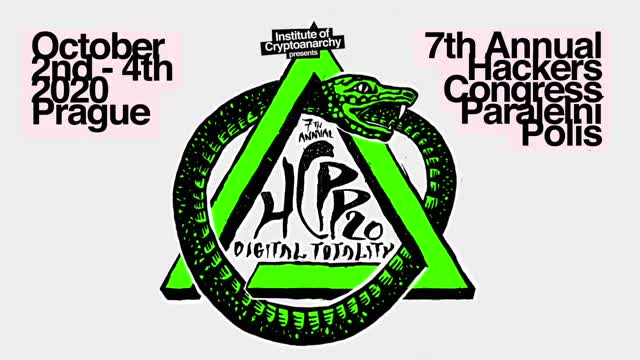 October
2nd - 4th
2020
Prague
Institute of
Cryptoanarchy
presents
7th Annual
Hackers
Congress
Paralelní
Polis
7TH
ANNUAL
HCPP20
DIGITAL TOTALITY